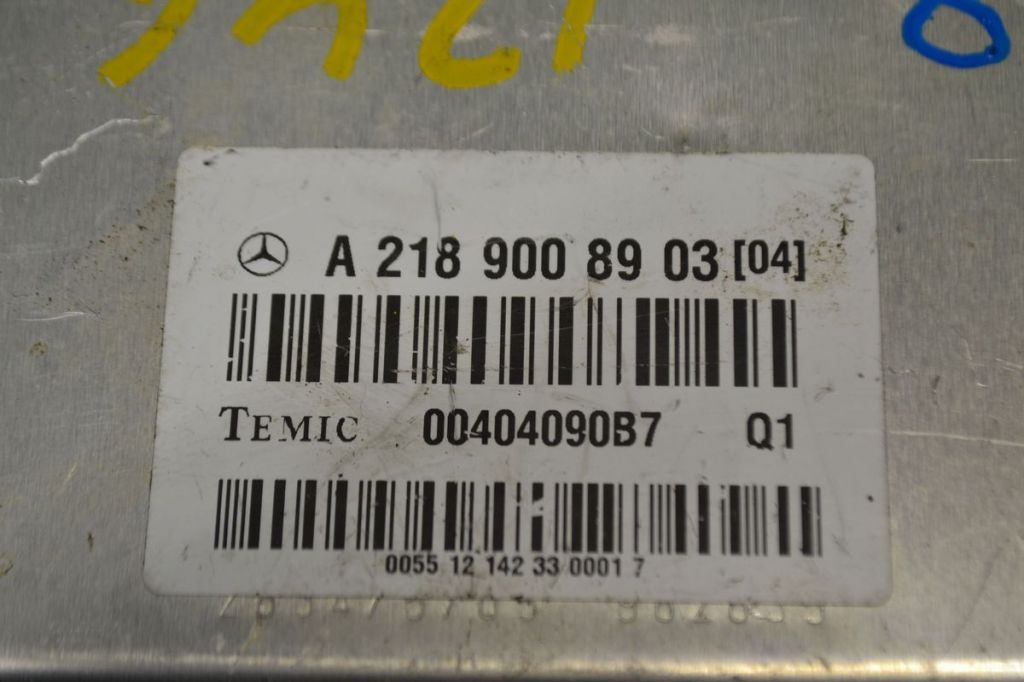 A 218 900 89 03 [04]
TEMIC 00404090B7 Q1
0055 12 142 33 0001 7